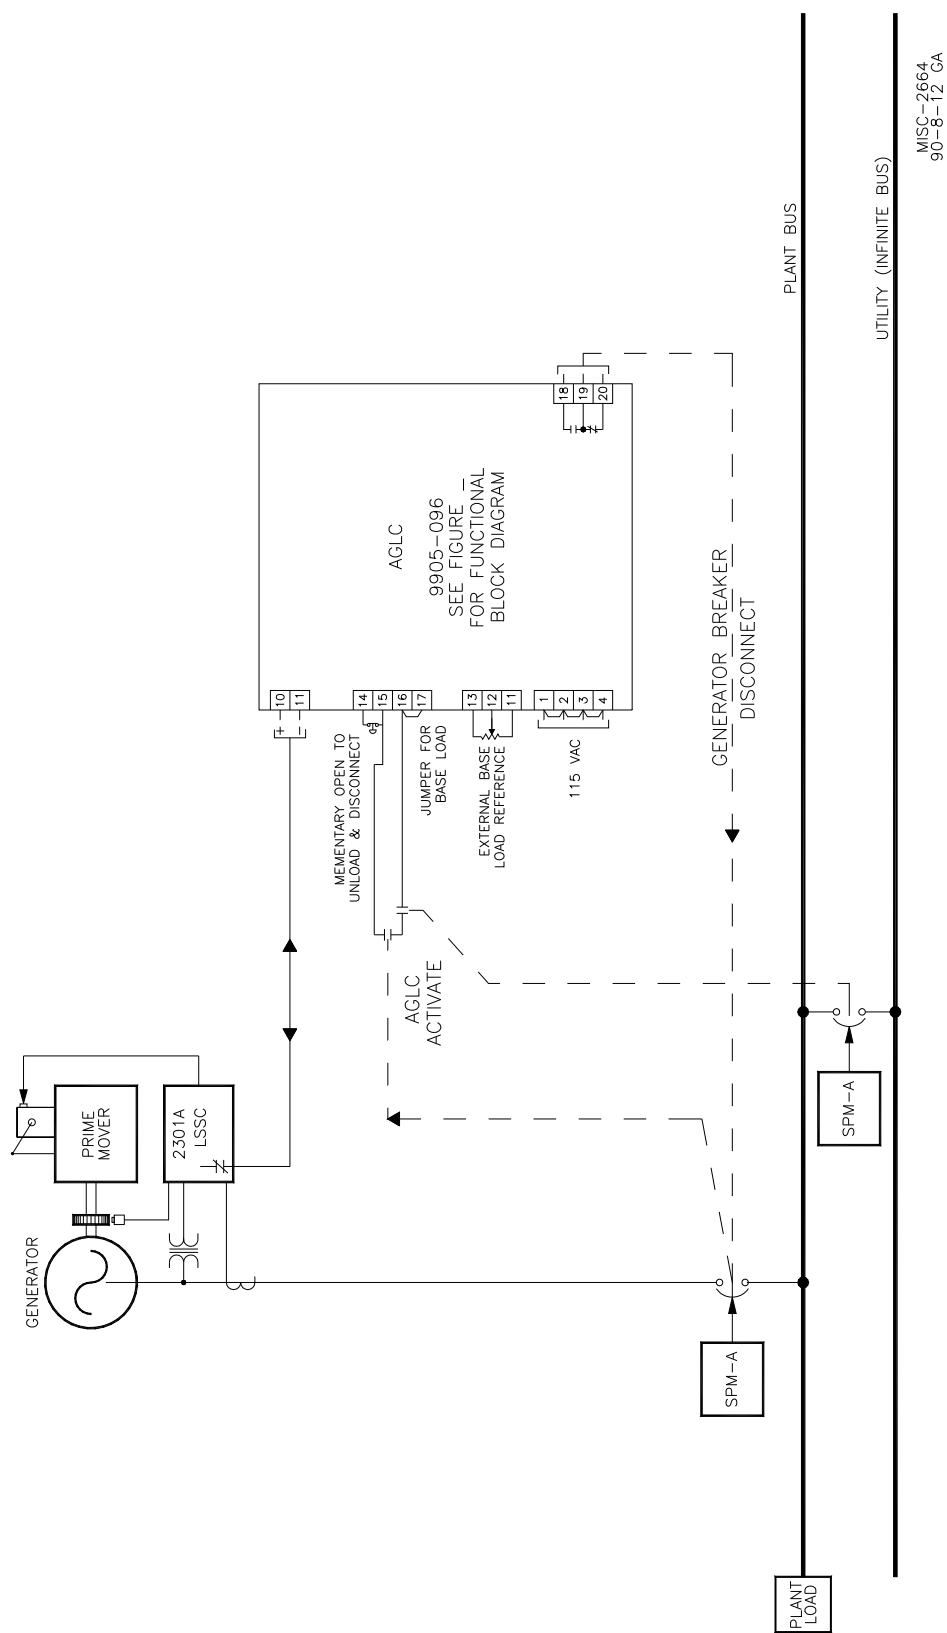 GENERATOR
PRIME
MOVER
2301A
LSSC
+
-
10
11
MEMENTARY OPEN TO
UNLOAD & DISCONNECT
14
15
16
17
JUMPER FOR
BASE LOAD
EXTERNAL BASE
LOAD REFERENCE
13
12
11
115 VAC
1
2
3
4
AGLC
9905-096
SEE FIGURE _
FOR FUNCTIONAL
BLOCK DIAGRAM
18
19
20
AGLC
ACTIVATE
GENERATOR BREAKER
DISCONNECT
SPM-A
SPM-A
PLANT
LOAD
PLANT BUS
UTILITY (INFINITE BUS)
MISC-2664
90-8-12 GA